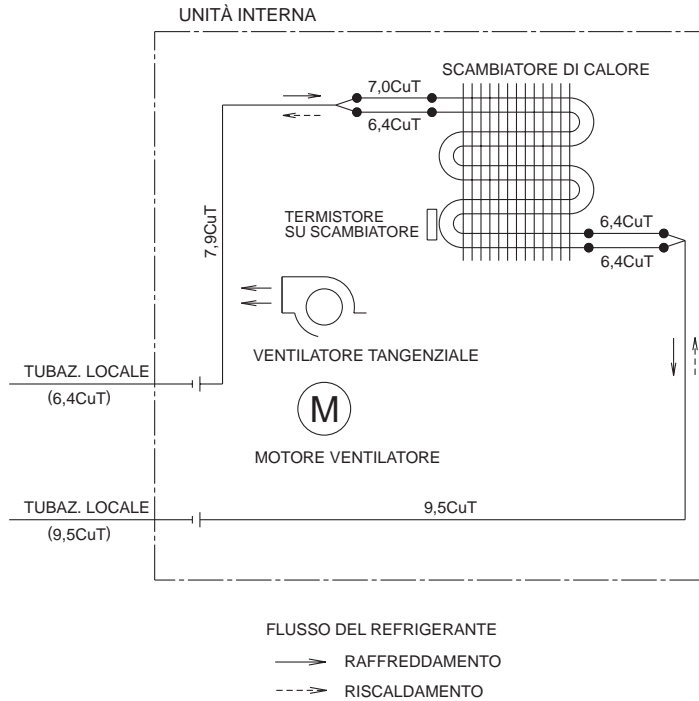 UNITÀ INTERNA
SCAMBIATORE DI CALORE
7,0CuT
6,4CuT
7,9CuT
TERMISTORE
SU SCAMBIATORE
6,4CuT
6,4CuT
VENTILATORE TANGENZIALE
TUBAZ. LOCALE
(6,4CuT)
M
MOTORE VENTILATORE
TUBAZ. LOCALE
(9,5CuT)
9,5CuT
FLUSSO DEL REFRIGERANTE
RAFFREDDAMENTO
RISCALDAMENTO